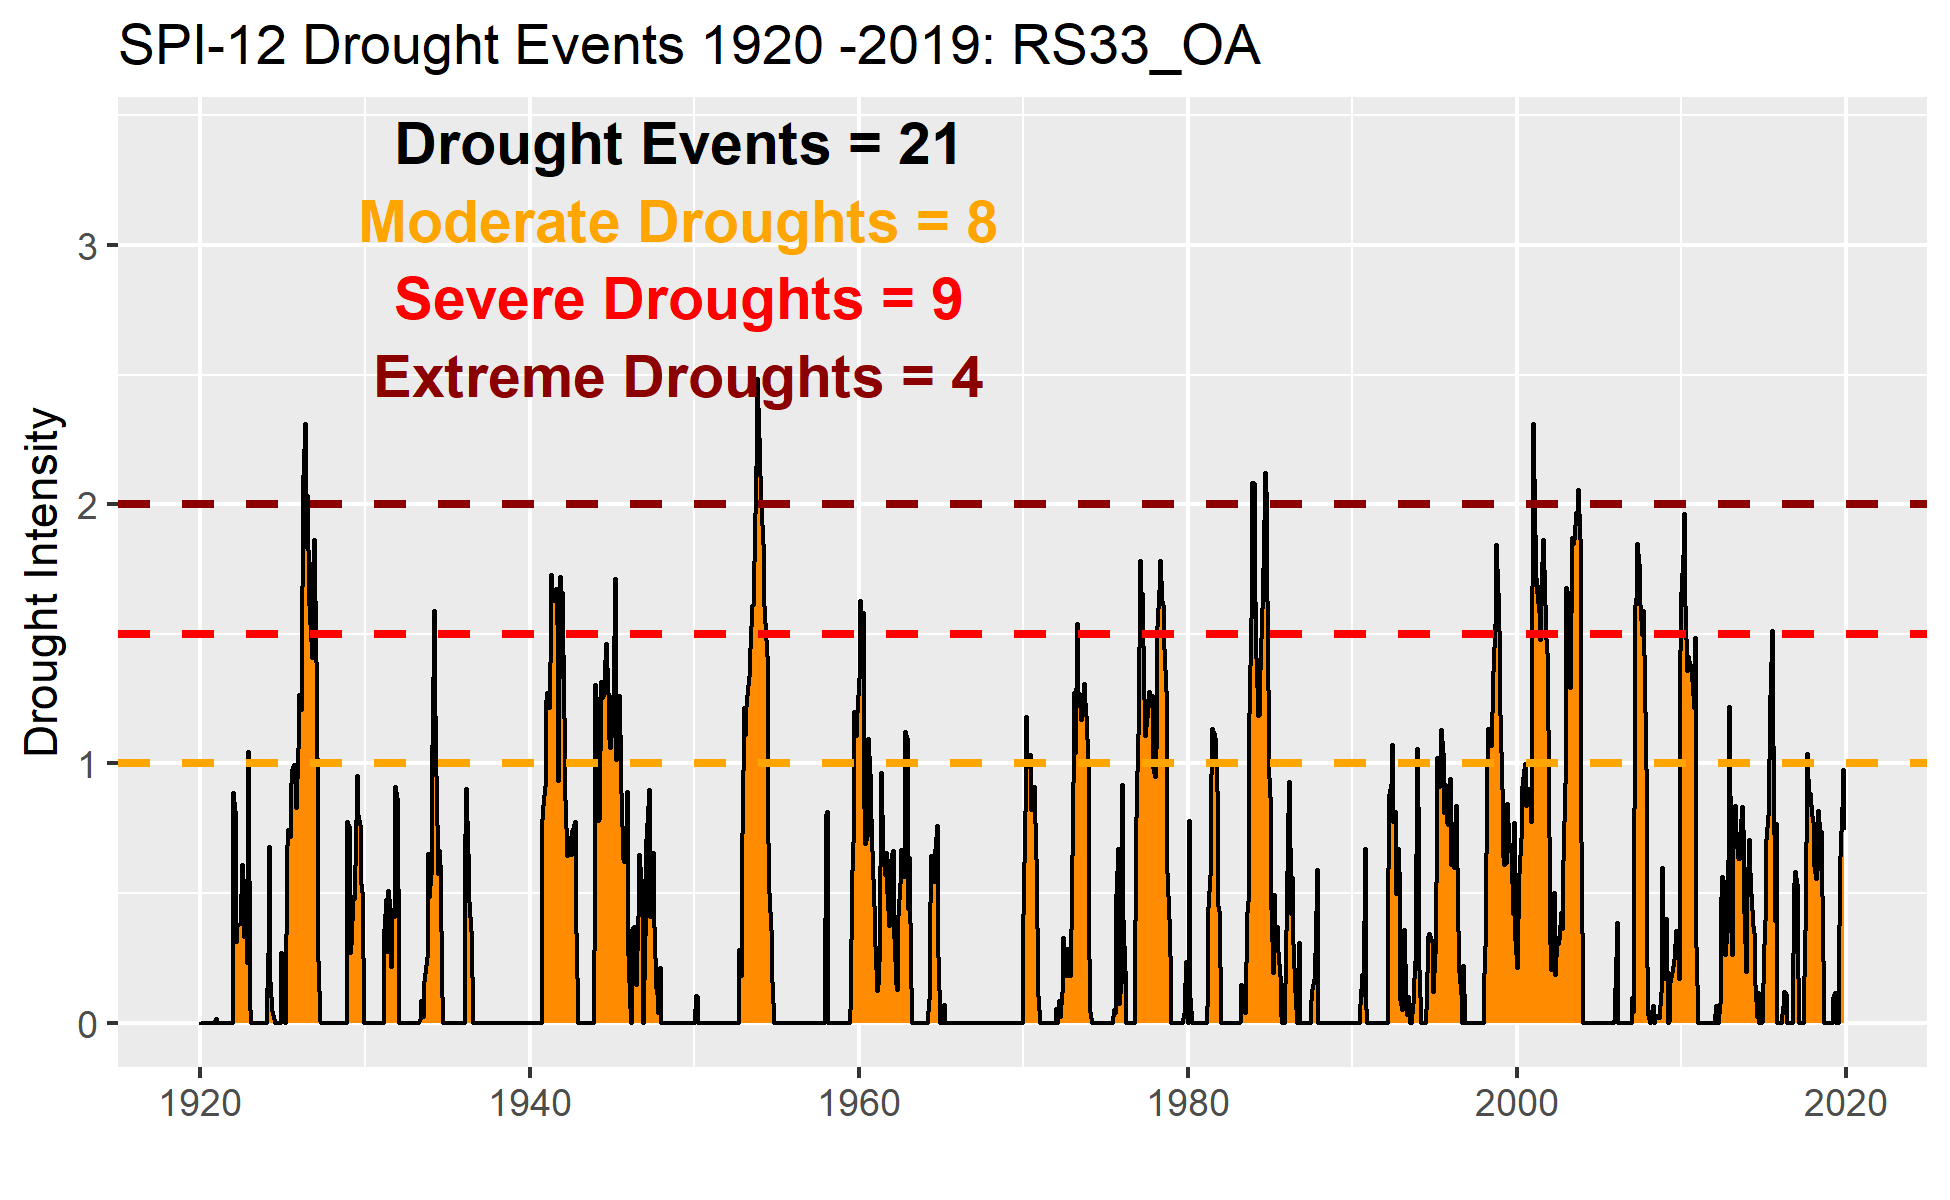 SPI-12 Drought Events 1920 -2019: RS33_OA
Drought Events = 21
Moderate Droughts = 8
Severe Droughts = 9
Extreme Droughts = 4
Drought Intensity
3
2
1
0
1920 1940 1960 1980 2000 2020